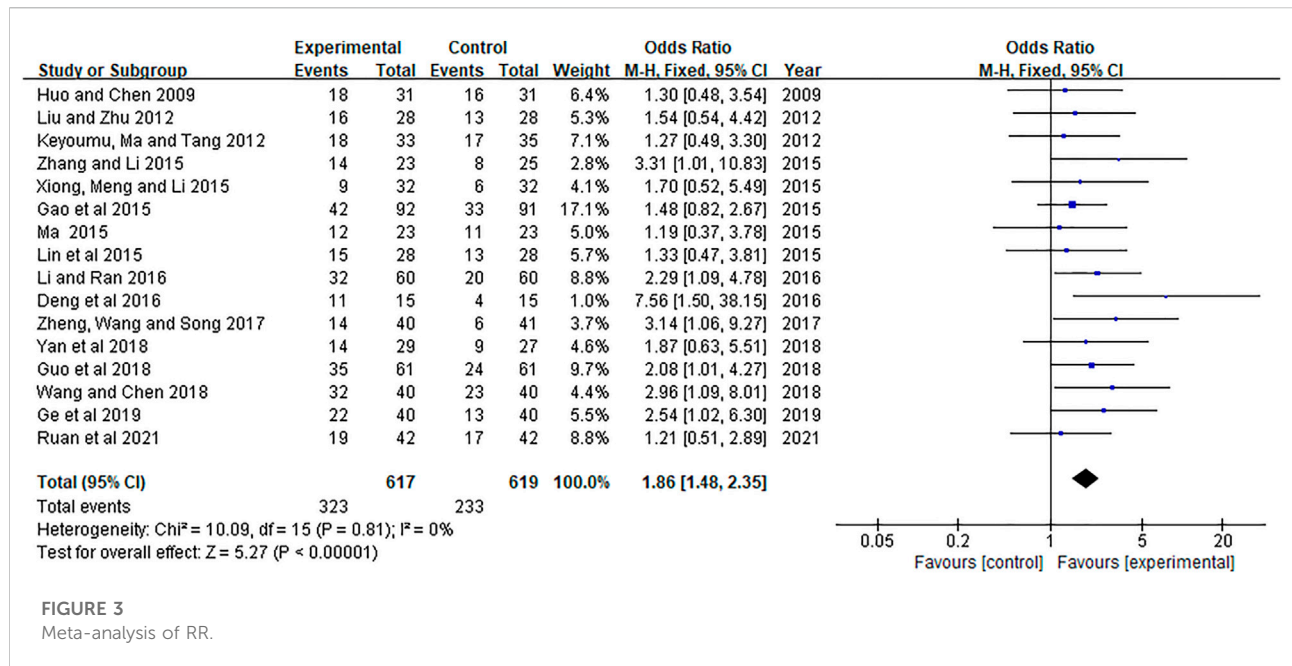 Experimental Control Odds Ratio Odds Ratio
Study or Subgroup Events Total Events Total Weight M-H, Fixed, 95% CI Year M-H, Fixed, 95% CI
Huo and Chen 2009 18 31 16 31 6.4% 1.30 [0.48, 3.54] 2009
Liu and Zhu 2012 16 28 13 28 5.3% 1.54 [0.54, 4.42] 2012
Keyoumu, Ma and Tang 2012 18 33 17 35 7.1% 1.27 [0.49, 3.30] 2012
Zhang and Li 2015 14 23 8 25 2.8% 3.31 [1.01, 10.83] 2015
Xiong, Meng and Li 2015 9 32 6 32 4.1% 1.70 [0.52, 5.49] 2015
Gao et al 2015 42 92 33 91 17.1% 1.48 [0.82, 2.67] 2015
Ma 2015 12 23 11 23 5.0% 1.19 [0.37, 3.78] 2015
Lin et al 2015 15 28 13 28 5.7% 1.33 [0.47, 3.81] 2015
Li and Ran 2016 32 60 20 60 8.8% 2.29 [1.09, 4.78] 2016
Deng et al 2016 11 15 4 15 1.0% 7.56 [1.50, 38.15] 2016
Zheng, Wang and Song 2017 14 40 6 41 3.7% 3.14 [1.06, 9.27] 2017
Yan et al 2018 14 29 9 27 4.6% 1.87 [0.63, 5.51] 2018
Guo et al 2018 35 61 24 61 9.7% 2.08 [1.01, 4.27] 2018
Wang and Chen 2018 32 40 23 40 4.4% 2.96 [1.09, 8.01] 2018
Ge et al 2019 22 40 13 40 5.5% 2.54 [1.02, 6.30] 2019
Ruan et al 2021 19 42 17 42 8.8% 1.21 [0.51, 2.89] 2021
Total (95% CI) 617 619 100.0% 1.86 [1.48, 2.35]
Total events 323 233
Heterogeneity: Chi² = 10.09, df = 15 (P = 0.81); I² = 0%
Test for overall effect: Z = 5.27 (P < 0.00001)
0.05 0.2 1 5 20
Favours [control] Favours [experimental]
FIGURE 3
Meta-analysis of RR.